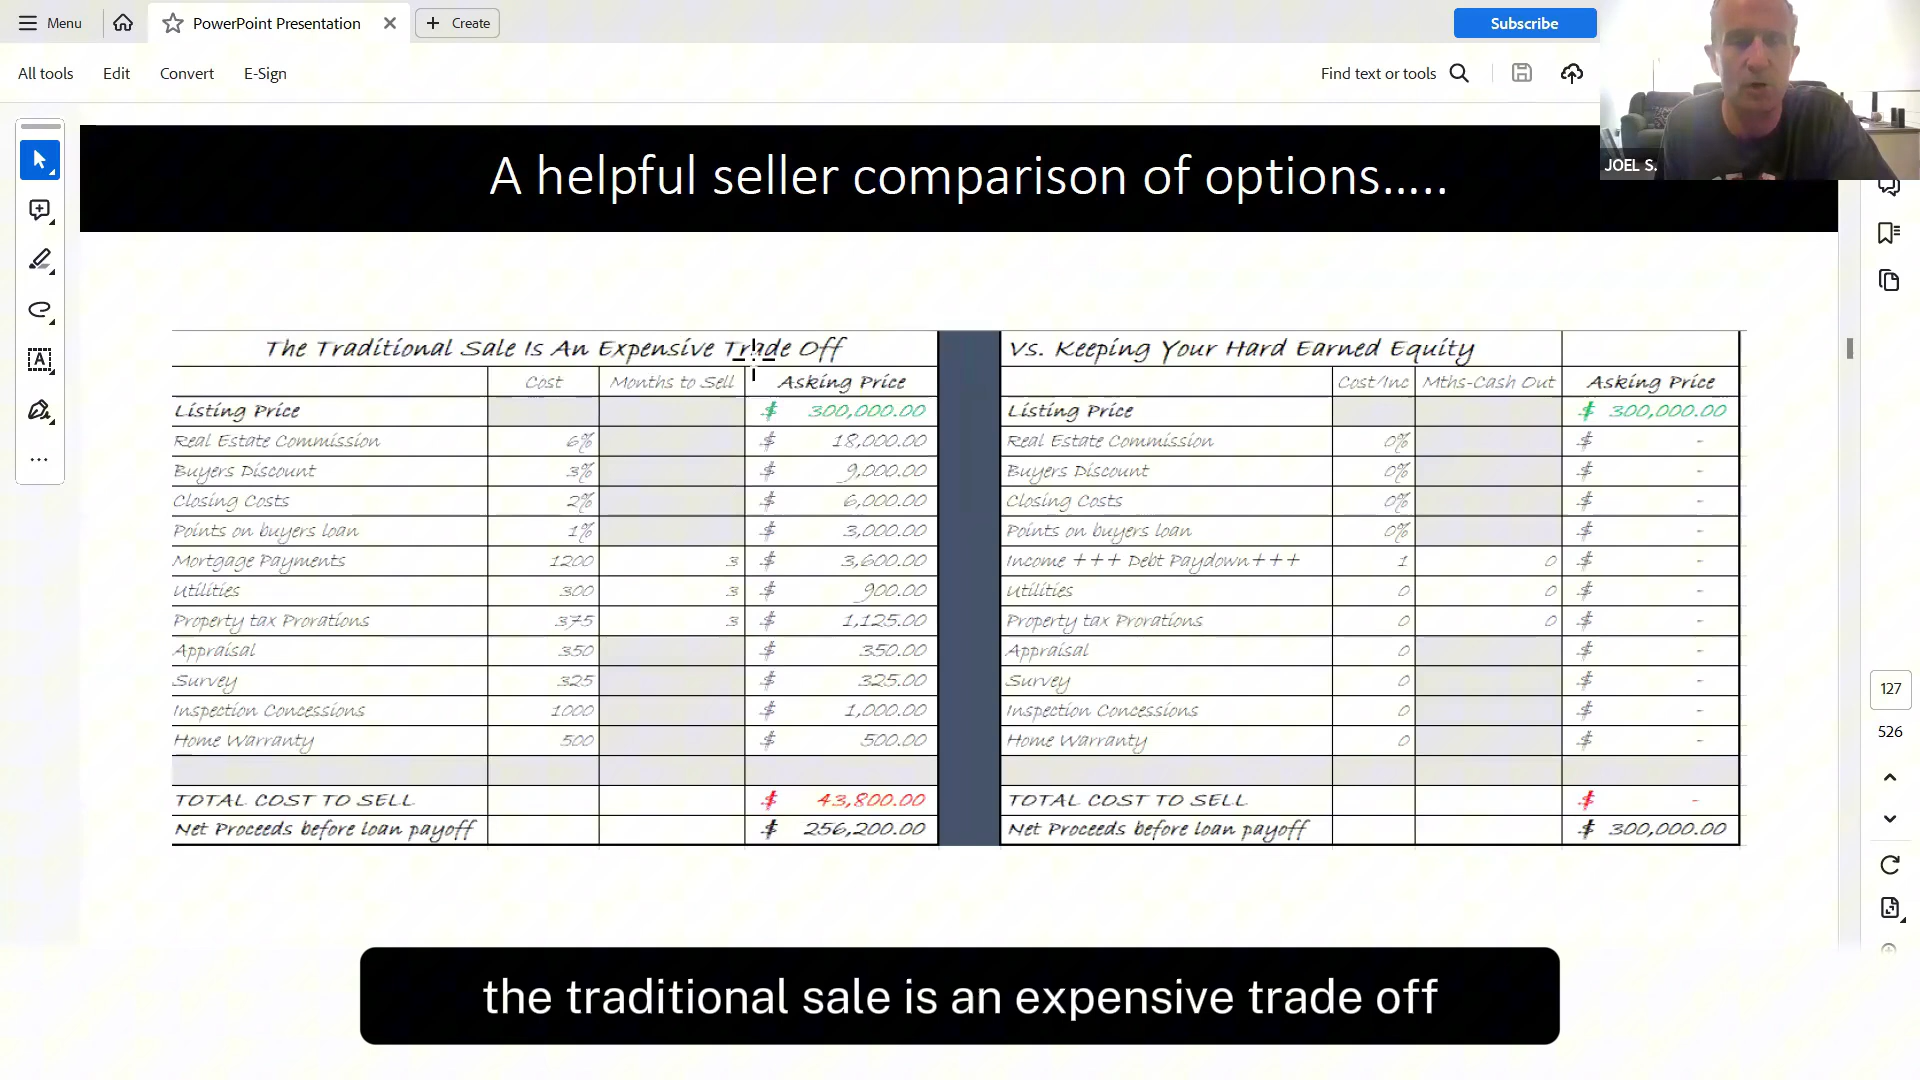 Menu
PowerPoint Presentation
Create
Subscribe
All tools Edit Convert E-Sign
Find text or tools
JOEL S.
A helpful seller comparison of options.....
The Traditional Sale Is An Expensive Trade Off
Cost Months to Sell Asking Price
Listing Price $ 300,000.00
Real Estate Commission 6% $ 18,000.00
Buyers Discount 3% $ 9,000.00
Closing Costs 2% $ 6,000.00
Points on buyers loan 1% $ 3,000.00
Mortgage Payments 1200 3 $ 3,600.00
Utilities 300 3 $ 900.00
Property tax Prorations 375 3 $ 1,125.00
Appraisal 350 $ 350.00
Survey 325 $ 325.00
Inspection Concessions 1000 $ 1,000.00
Home Warranty 500 $ 500.00
TOTAL COST TO SELL $ 43,800.00
Net Proceeds before loan payoff $ 256,200.00
Vs. Keeping Your Hard Earned Equity
Cost/Inc Mths-Cash Out Asking Price
Listing Price $ 300,000.00
Real Estate Commission 0% $ -
Buyers Discount 0% $ -
Closing Costs 0% $ -
Points on buyers loan 0% $ -
Income +++ Debt Paydown+++ 1 0 $ -
Utilities 0 0 $ -
Property tax Prorations 0 0 $ -
Appraisal 0 $ -
Survey 0 $ -
Inspection Concessions 0 $ -
Home Warranty 0 $ -
TOTAL COST TO SELL $ -
Net Proceeds before loan payoff $ 300,000.00
127
526
the traditional sale is an expensive trade off